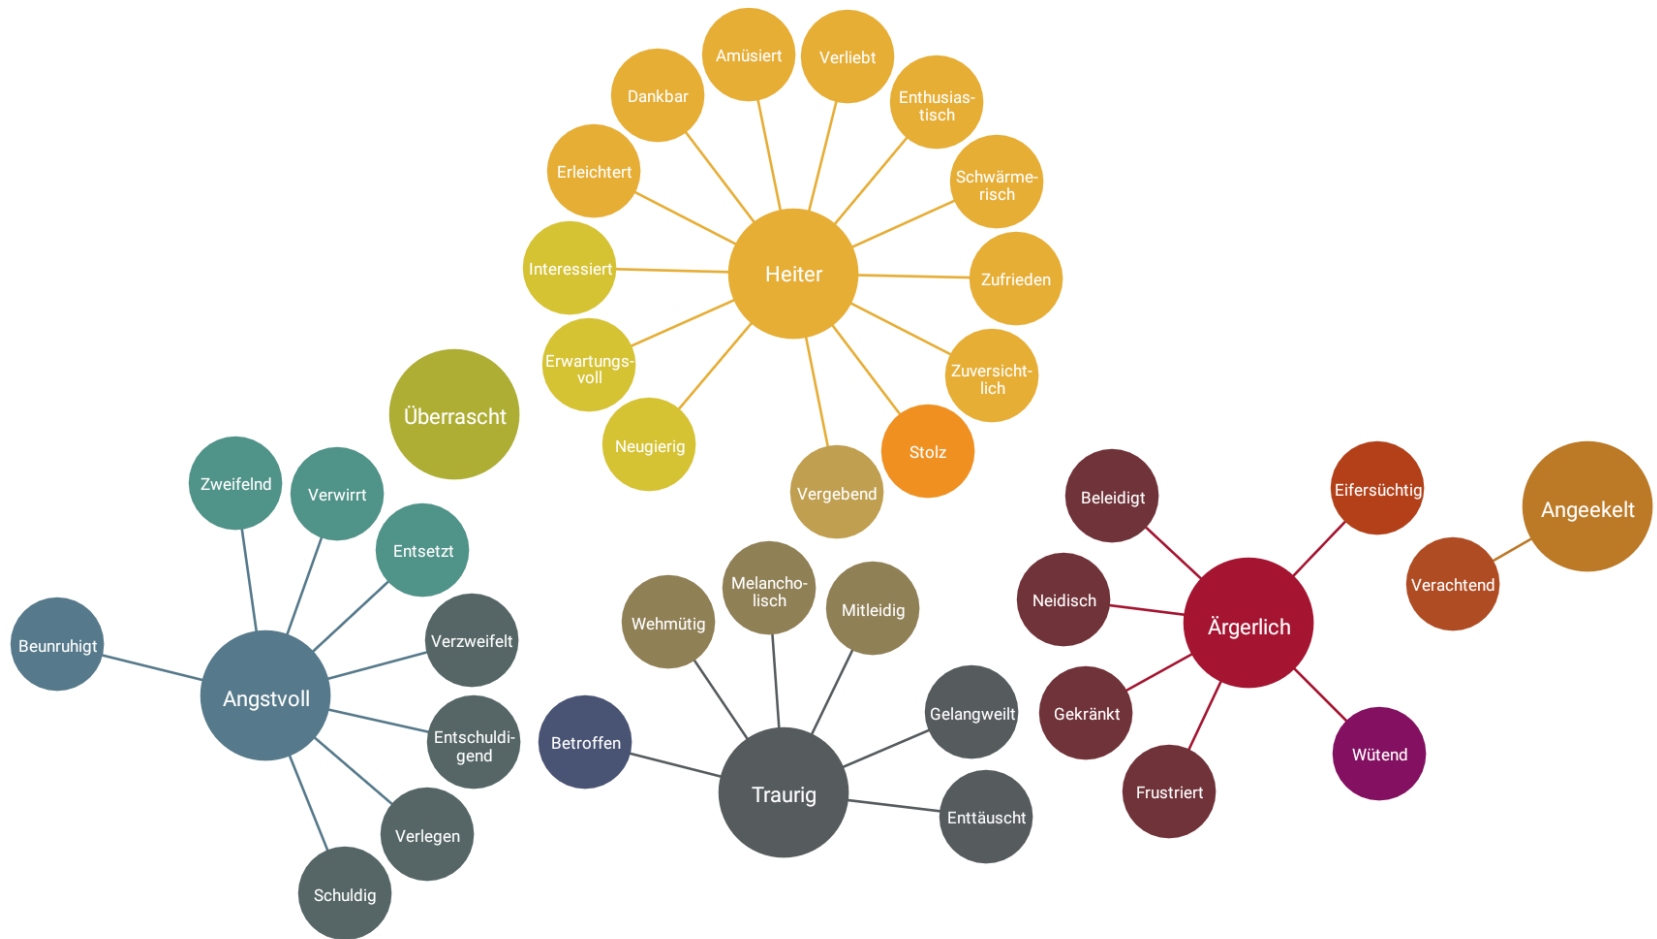 Amüsiert
Verliebt
Dankbar
Enthusias-
tisch
Erleichtert
Schwärme-
risch
Interessiert
Heiter
Zufrieden
Erwartungs-
voll
Zuversicht-
lich
Neugierig
Stolz
Vergebend
Überrascht
Zweifelnd
Verwirrt
Entsetzt
Beunruhigt
Verzweifelt
Angstvoll
Entschuldi-
gend
Verlegen
Schuldig
Wehmütig
Melancho-
lisch
Mitleidig
Betroffen
Gelangweilt
Traurig
Enttäuscht
Beleidigt
Eifersüchtig
Neidisch
Ärgerlich
Gekränkt
Wütend
Frustriert
Angeekelt
Verachtend